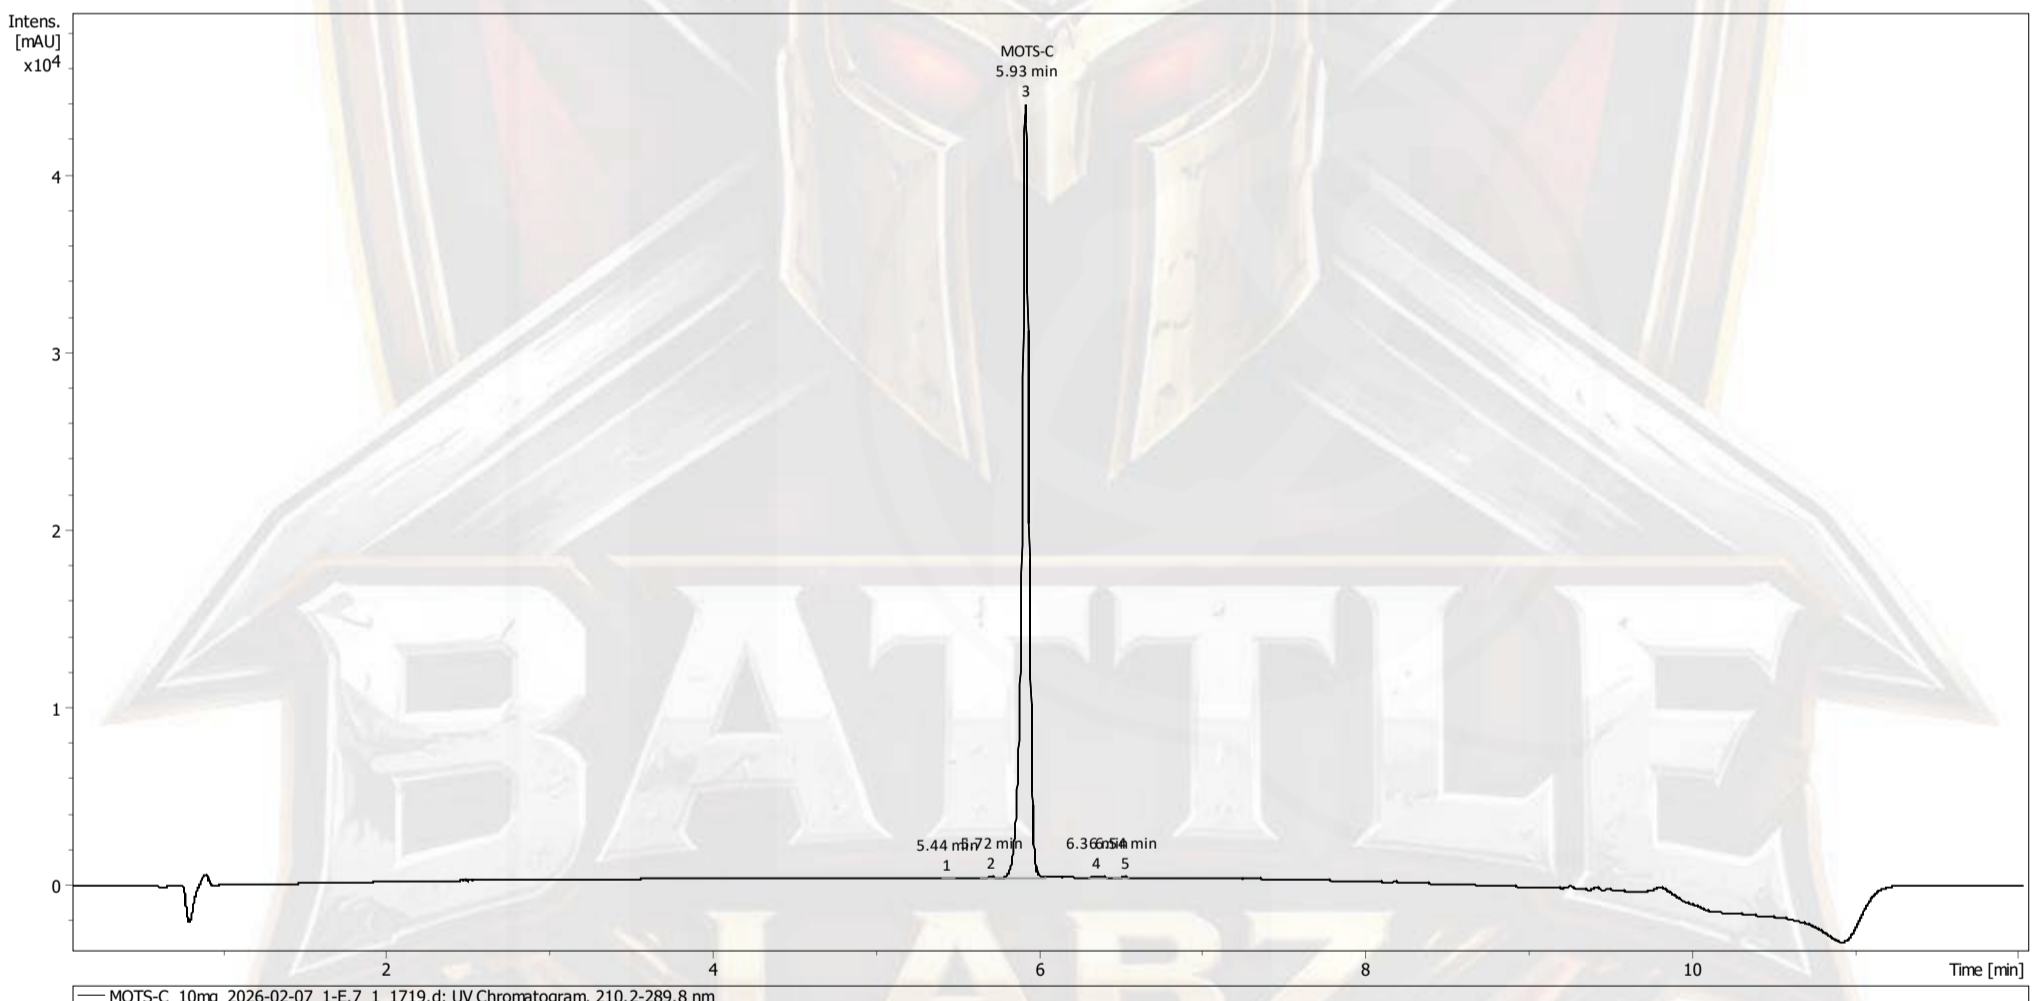 Intens.
[mAU]
x10⁴
MOTS-C
5.93 min
3
4
3
2
1
0
5.44 min
1
5.72 min
2
6.36 min
4
6.54 min
5
2
4
6
8
10
Time [min]
BATTLE
LABZ
MOTS-C_10mg_2026-02-07_1-E,7_1_1719.d: UV Chromatogram, 210.2-289.8 nm